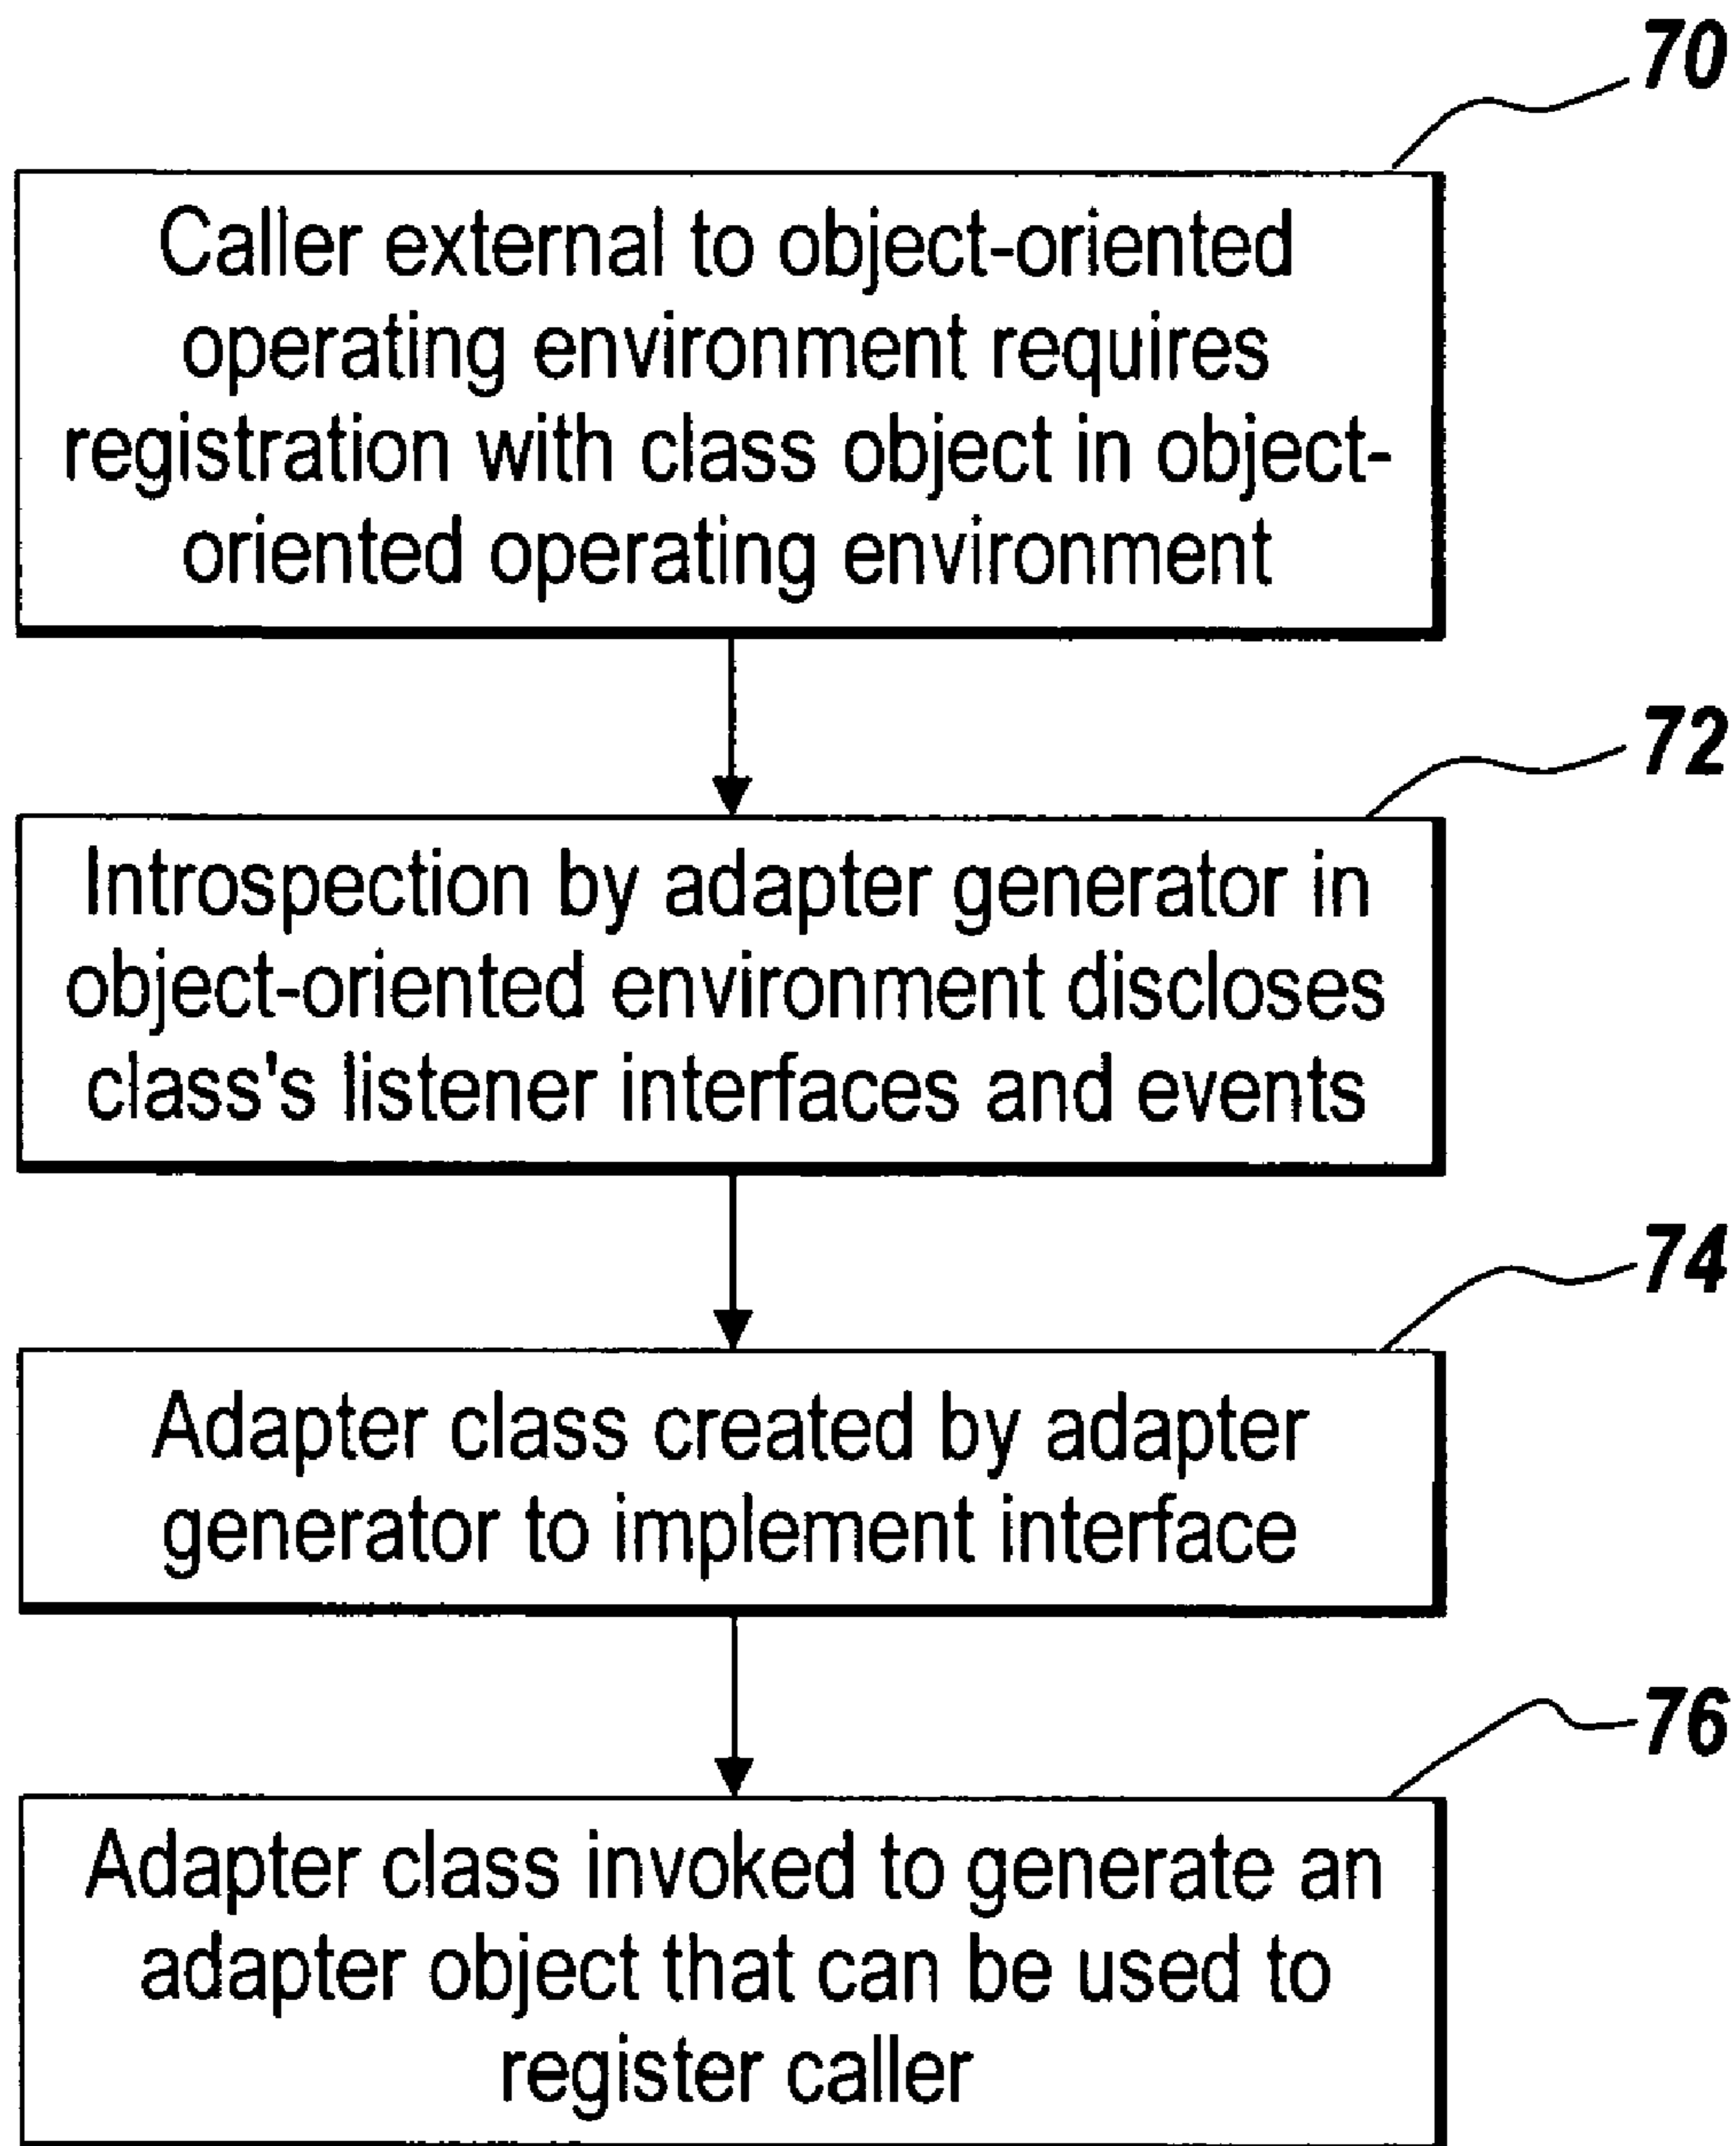 70
Caller external to object-oriented
operating environment requires
registration with class object in object-
oriented operating environment
72
Introspection by adapter generator in
object-oriented environment discloses
class's listener interfaces and events
74
Adapter class created by adapter
generator to implement interface
76
Adapter class invoked to generate an
adapter object that can be used to
register caller